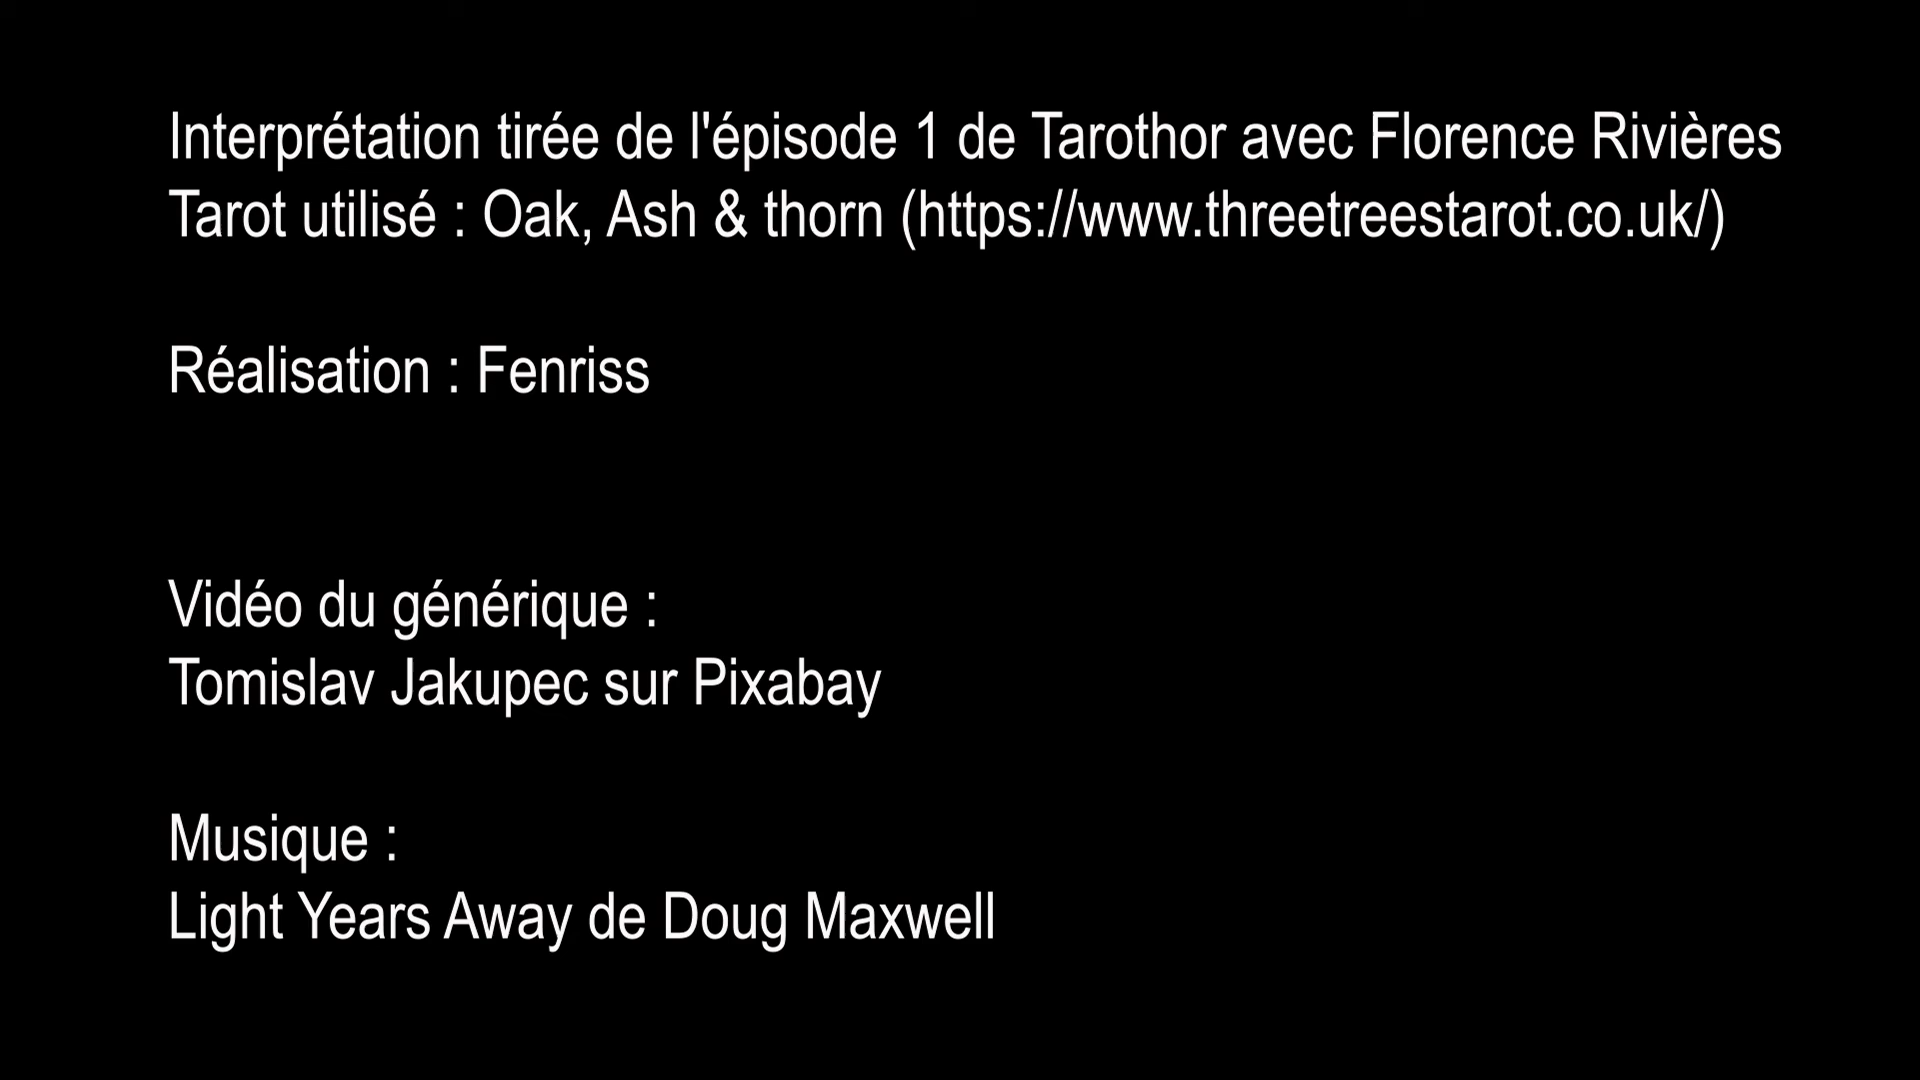 Interprétation tirée de l'épisode 1 de Tarothor avec Florence Rivières
Tarot utilisé : Oak, Ash & thorn (https://www.threetreestarot.co.uk/)
Réalisation : Fenriss
Vidéo du générique :
Tomislav Jakupec sur Pixabay
Musique :
Light Years Away de Doug Maxwell